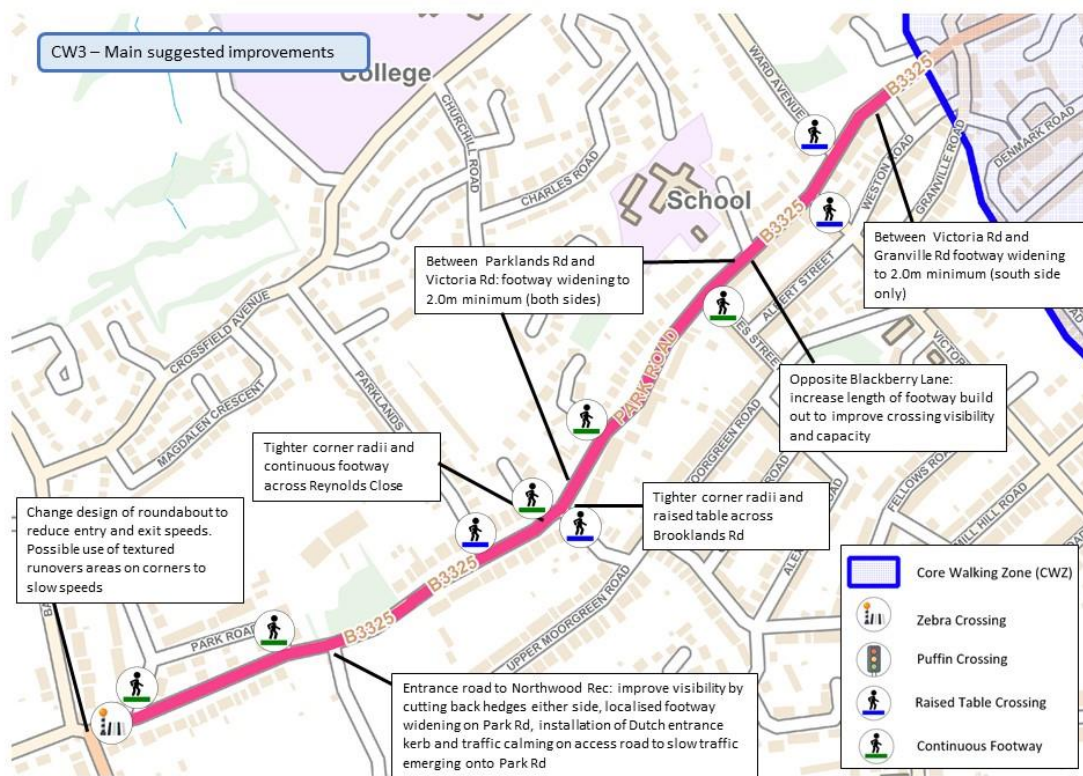 CW3 – Main suggested improvements
College
WARD AVENUE
B3325
CHURCHILL ROAD
CHARLES ROAD
School
B3325
WESTON ROAD
GRANVILLE ROAD
DENMARK ROAD
Between Parklands Rd and
Victoria Rd: footway widening
to 2.0m minimum (both sides)
Between Victoria Rd and
Granville Rd footway widening
to 2.0m minimum (south side
only)
ALBERT STREET
CROSSFIELD AVENUE
PARK ROAD
Opposite Blackberry Lane:
increase length of footway build
out to improve crossing visibility
and capacity
MAGDALEN CRESCENT
PARKLANDS
Tighter corner radii and
continuous footway
across Reynolds Close
Tighter corner radii and
raised table across
Brooklands Rd
FELLOWS ROAD
MILL HILL ROAD
Change design of roundabout to
reduce entry and exit speeds.
Possible use of textured
runovers areas on corners to
slow speeds
B3325
B3325
PARK ROAD
UPPER MOORGREEN ROAD
Entrance road to Northwood Rec: improve visibility by
cutting back hedges either side, localised footway
widening on Park Rd, installation of Dutch entrance
kerb and traffic calming on access road to slow traffic
emerging onto Park Rd
Core Walking Zone (CWZ)
Zebra Crossing
Puffin Crossing
Raised Table Crossing
Continuous Footway